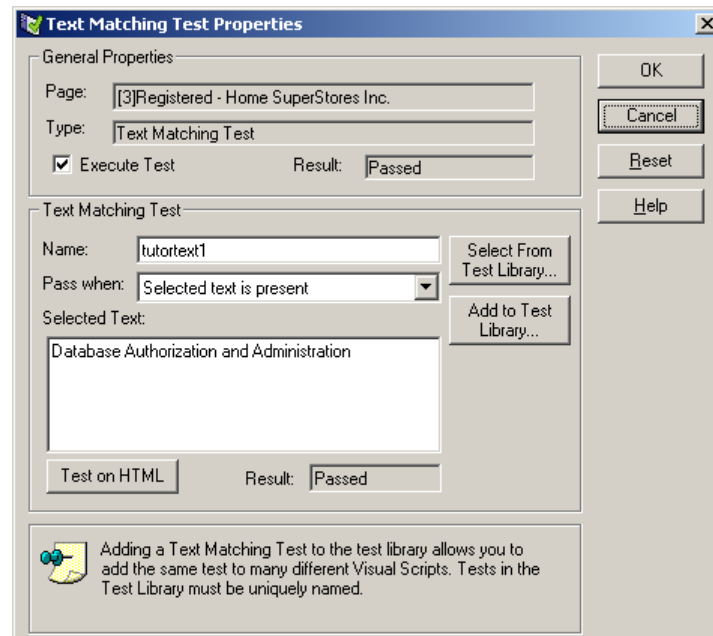 Text Matching Test Properties
General Properties
Page: [3]Registered - Home SuperStores Inc.
Type: Text Matching Test
Execute Test Result: Passed
OK
Cancel
Reset
Help
Text Matching Test
Name: tutortext1
Pass when: Selected text is present
Selected Text:
Database Authorization and Administration
Select From
Test Library...
Add to Test
Library...
Test on HTML Result: Passed
Adding a Text Matching Test to the test library allows you to
add the same test to many different Visual Scripts. Tests in the
Test Library must be uniquely named.